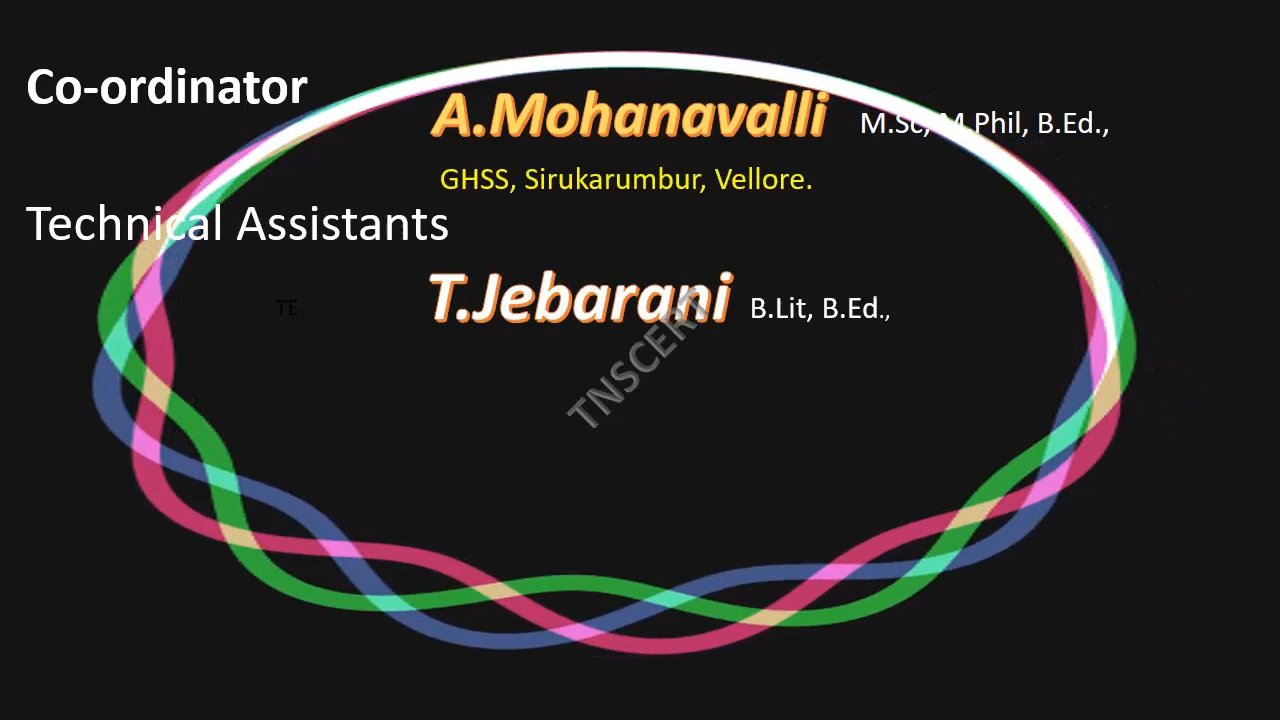 Co-ordinator
A.Mohanavalli M.Sc, M.Phil, B.Ed.,
GHSS, Sirukarumbur, Vellore.
Technical Assistants
TE
T.Jebarani B.Lit, B.Ed.,
TNSCERT